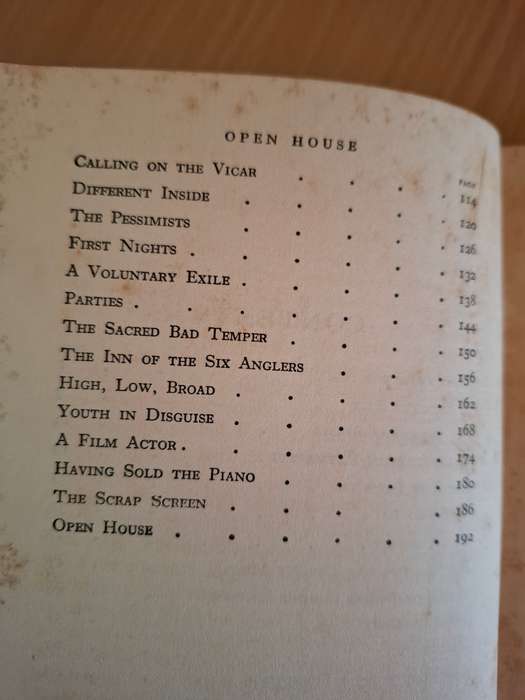 OPEN HOUSE
PAGE
CALLING ON THE VICAR . . . . 114
DIFFERENT INSIDE . . . . . 120
THE PESSIMISTS . . . . . 126
FIRST NIGHTS . . . . . 132
A VOLUNTARY EXILE . . . . . 138
PARTIES . . . . . . 144
THE SACRED BAD TEMPER . . . . 150
THE INN OF THE SIX ANGLERS . . . 156
HIGH, LOW, BROAD . . . . . 162
YOUTH IN DISGUISE . . . . . 168
A FILM ACTOR . . . . . 174
HAVING SOLD THE PIANO . . . . 180
THE SCRAP SCREEN . . . . 186
OPEN HOUSE . . . . . . 192